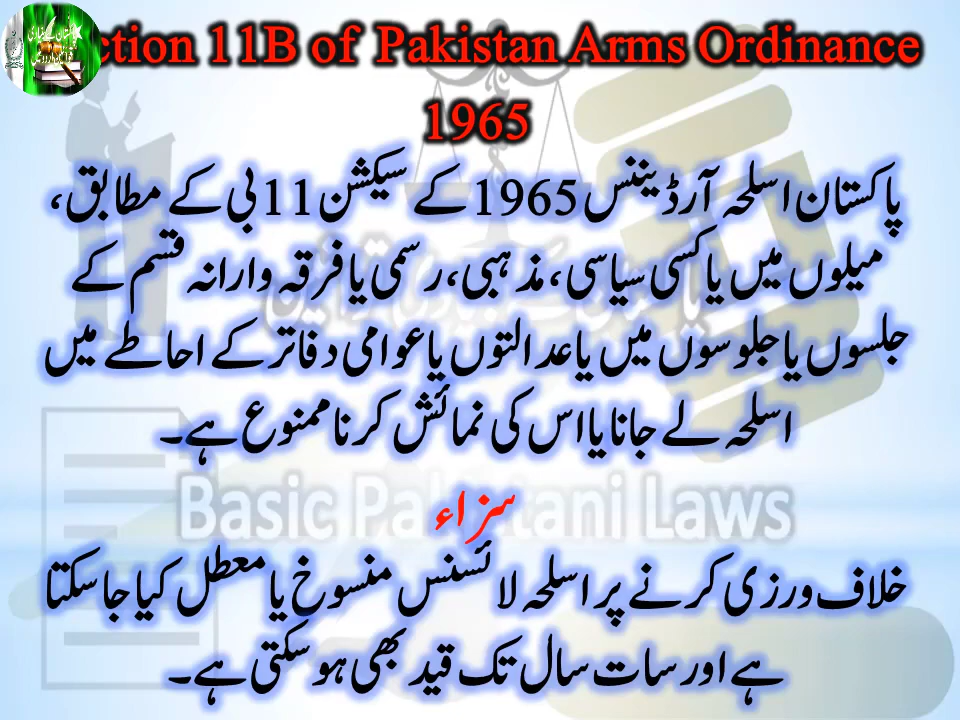 ction 11B of Pakistan Arms Ordinance
1965
پاکستان اسلحہ آرڈیننس 1965 کے سیکشن 11 بی کے مطابق،
میلوں میں یا کسی سیاسی، مذہبی، رسمی یا فرقہ وارانہ قسم کے
جلسوں یا جلوسوں میں یا عدالتوں یا عوامی دفاتر کے احاطے میں
اسلحہ لے جانا یا اس کی نمائش کرنا ممنوع ہے۔
Basic Pakistani Laws
سزاء
خلاف ورزی کرنے پر اسلحہ لائسنس منسوخ یا معطل کیا جا سکتا
ہے اور سات سال تک قید بھی ہو سکتی ہے۔